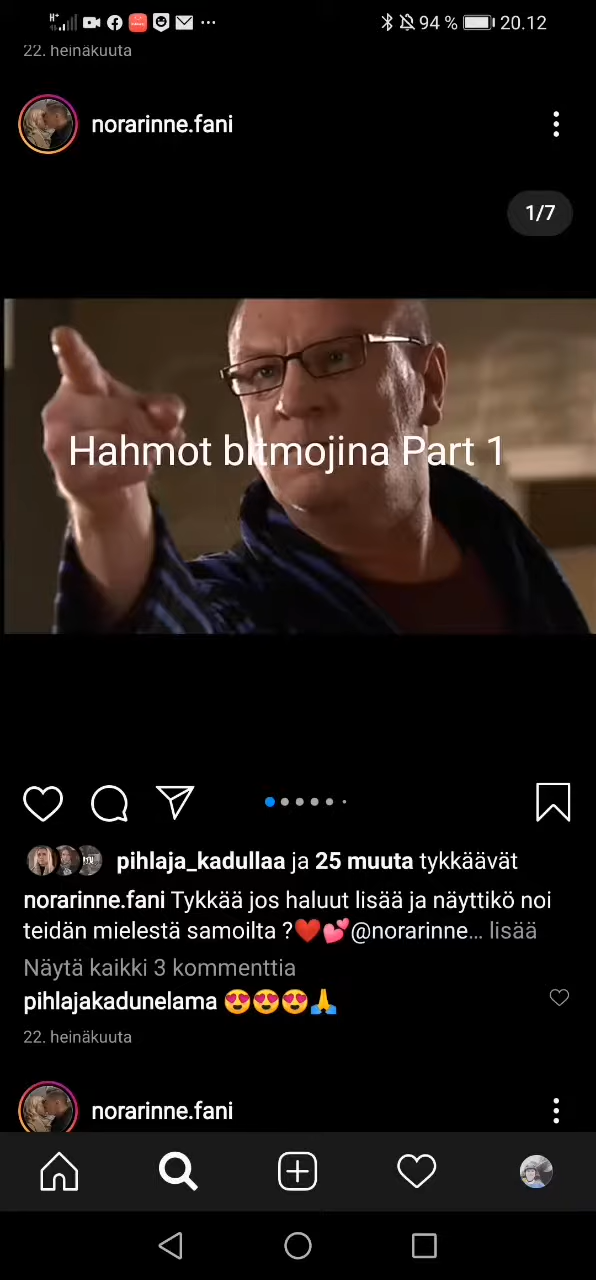 H+
94 %
20.12
22. heinäkuuta
norarinne.fani
1/7
Hahmot bitmojina Part 1
pihlaja_kadullaa ja 25 muuta tykkäävät
norarinne.fani Tykkää jos haluut lisää ja näyttikö noi
teidän mielestä samoilta ?❤️💕@norarinne... lisää
Näytä kaikki 3 kommenttia
pihlajakadunelama 😍😍😍🙏
22. heinäkuuta
norarinne.fani